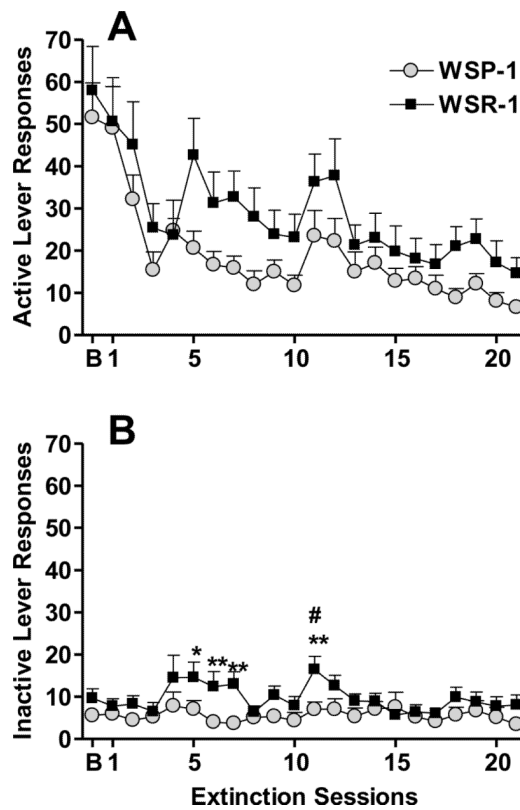 A
70
60
50
40
30
20
10
0
Active Lever Responses
WSP-1
WSR-1
B 1 5 10 15 20
B
70
60
50
40
30
20
10
0
Inactive Lever Responses
#
* ** ** **
B 1 5 10 15 20
Extinction Sessions